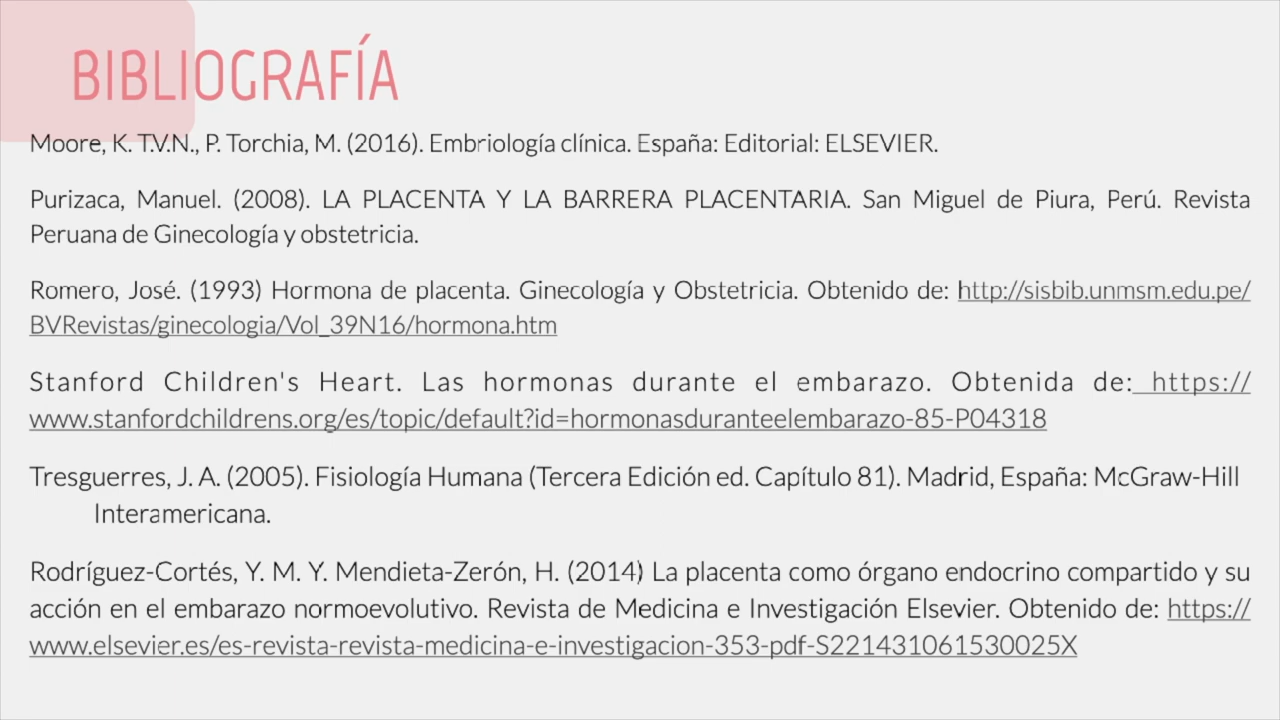 BIBLIOGRAFÍA
Moore, K. T.V.N., P. Torchia, M. (2016). Embriología clínica. España: Editorial: ELSEVIER.
Purizaca, Manuel. (2008). LA PLACENTA Y LA BARRERA PLACENTARIA. San Miguel de Piura, Perú. Revista
Peruana de Ginecología y obstetricia.
Romero, José. (1993) Hormona de placenta. Ginecología y Obstetricia. Obtenido de: http://sisbib.unmsm.edu.pe/
BVRevistas/ginecologia/Vol_39N16/hormona.htm
Stanford Children's Heart. Las hormonas durante el embarazo. Obtenida de: https://
www.stanfordchildrens.org/es/topic/default?id=hormonasduranteelembarazo-85-P04318
Tresguerres, J. A. (2005). Fisiología Humana (Tercera Edición ed. Capítulo 81). Madrid, España: McGraw-Hill
Interamericana.
Rodríguez-Cortés, Y. M. Y. Mendieta-Zerón, H. (2014) La placenta como órgano endocrino compartido y su
acción en el embarazo normoevolutivo. Revista de Medicina e Investigación Elsevier. Obtenido de: https://
www.elsevier.es/es-revista-revista-medicina-e-investigacion-353-pdf-S221431061530025X